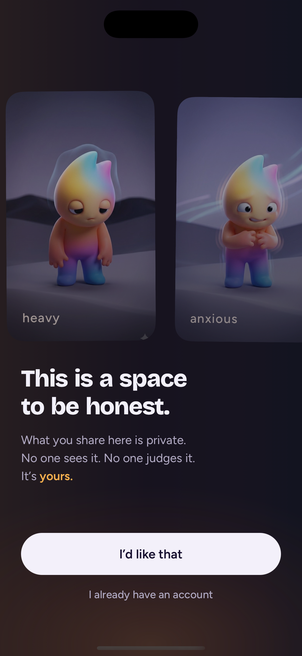 heavy
anxious
This is a space
to be honest.
What you share here is private.
No one sees it. No one judges it.
It's yours.
I'd like that
I already have an account